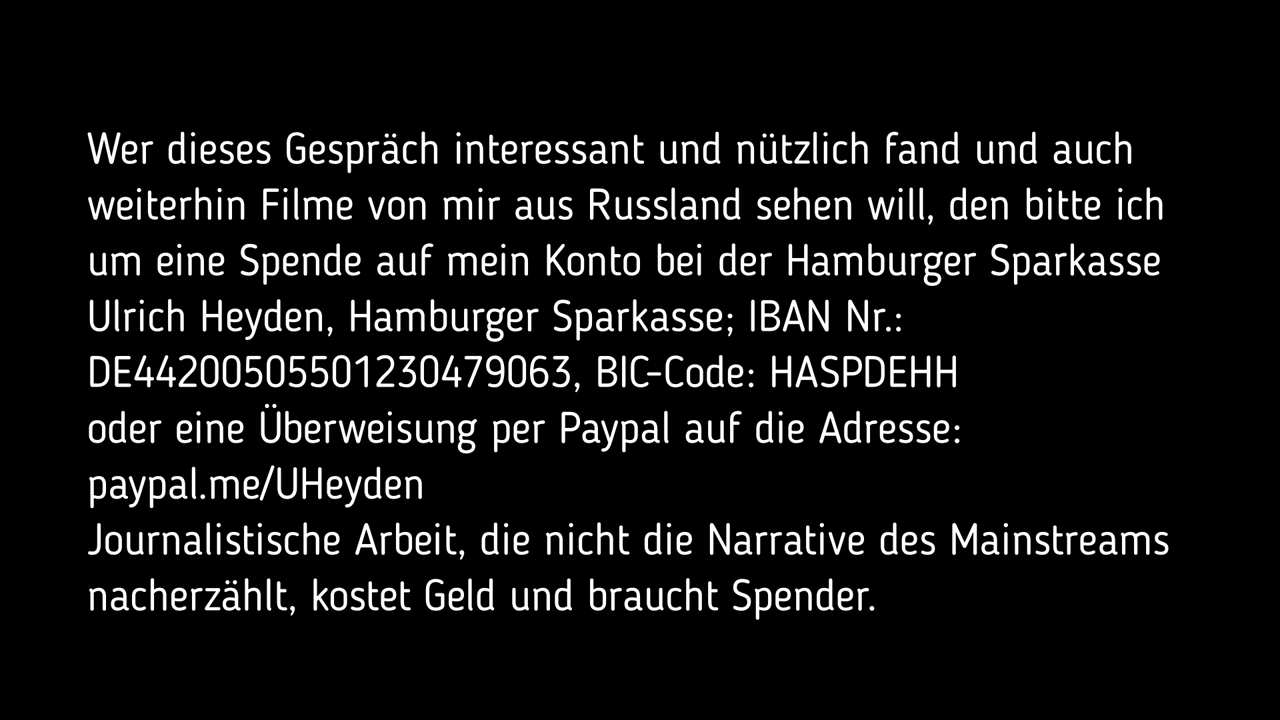 Wer dieses Gespräch interessant und nützlich fand und auch
weiterhin Filme von mir aus Russland sehen will, den bitte ich
um eine Spende auf mein Konto bei der Hamburger Sparkasse
Ulrich Heyden, Hamburger Sparkasse; IBAN Nr.:
DE44200505501230479063, BIC-Code: HASPDEHH
oder eine Überweisung per Paypal auf die Adresse:
paypal.me/UHeyden
Journalistische Arbeit, die nicht die Narrative des Mainstreams
nacherzählt, kostet Geld und braucht Spender.